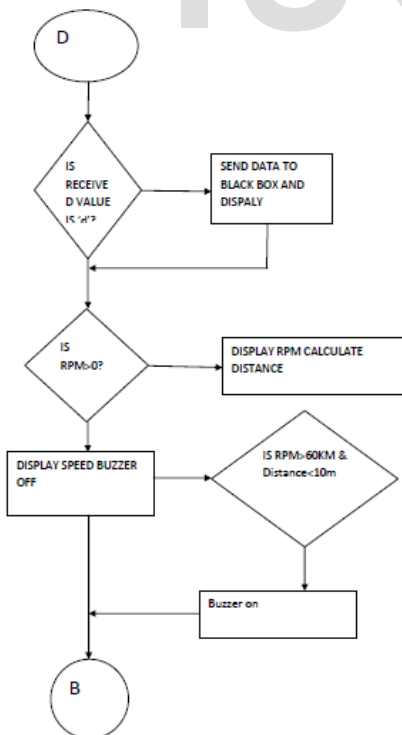 D
IS
RECEIVE
D VALUE
IS 'd'?
SEND DATA TO
BLACK BOX AND
DISPALY
IS
RPM>0?
DISPLAY RPM CALCULATE
DISTANCE
DISPLAY SPEED BUZZER
OFF
IS RPM>60KM &
Distance<10m
Buzzer on
B